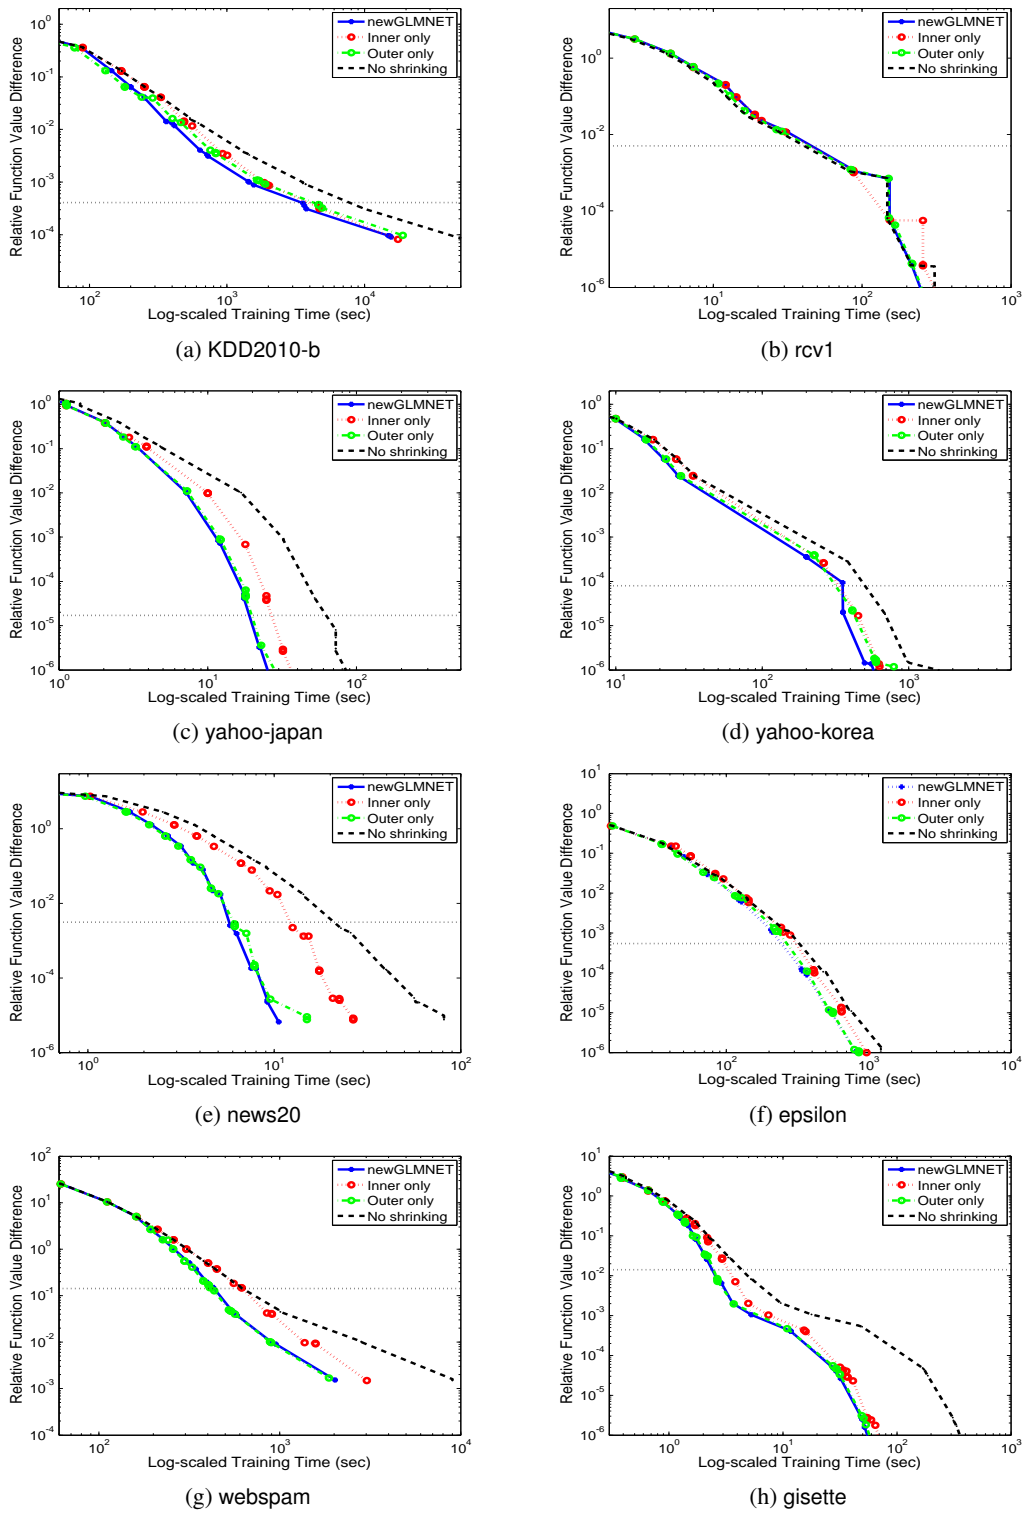 Relative Function Value Difference
10^0
10^-1
10^-2
10^-3
10^-4
10^2
10^3
10^4
Log-scaled Training Time (sec)
newGLMNET
Inner only
Outer only
No shrinking
(a) KDD2010-b
Relative Function Value Difference
10^0
10^-2
10^-4
10^-6
10^1
10^2
10^3
Log-scaled Training Time (sec)
newGLMNET
Inner only
Outer only
No shrinking
(b) rcv1
Relative Function Value Difference
10^0
10^-1
10^-2
10^-3
10^-4
10^-5
10^-6
10^0
10^1
10^2
Log-scaled Training Time (sec)
newGLMNET
Inner only
Outer only
No shrinking
(c) yahoo-japan
Relative Function Value Difference
10^0
10^-1
10^-2
10^-3
10^-4
10^-5
10^-6
10^1
10^2
10^3
Log-scaled Training Time (sec)
newGLMNET
Inner only
Outer only
No shrinking
(d) yahoo-korea
Relative Function Value Difference
10^0
10^-2
10^-4
10^-6
10^0
10^1
10^2
Log-scaled Training Time (sec)
newGLMNET
Inner only
Outer only
No shrinking
(e) news20
Relative Function Value Difference
10^1
10^0
10^-1
10^-2
10^-3
10^-4
10^-5
10^-6
10^2
10^3
10^4
Log-scaled Training Time (sec)
newGLMNET
Inner only
Outer only
No shrinking
(f) epsilon
Relative Function Value Difference
10^2
10^1
10^0
10^-1
10^-2
10^-3
10^-4
10^2
10^3
10^4
Log-scaled Training Time (sec)
newGLMNET
Inner only
Outer only
No shrinking
(g) webspam
Relative Function Value Difference
10^1
10^0
10^-1
10^-2
10^-3
10^-4
10^-5
10^-6
10^0
10^1
10^2
Log-scaled Training Time (sec)
newGLMNET
Inner only
Outer only
No shrinking
(h) gisette